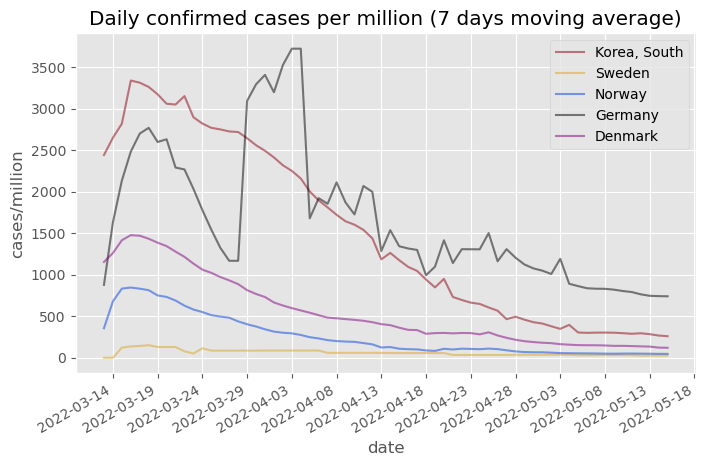 Daily confirmed cases per million (7 days moving average)
3500
3000
2500
2000
1500
1000
500
0
cases/million
Korea, South
Sweden
Norway
Germany
Denmark
2022-03-14
2022-03-19
2022-03-24
2022-03-29
2022-04-03
2022-04-08
2022-04-13
2022-04-18
2022-04-23
2022-04-28
2022-05-03
2022-05-08
2022-05-13
2022-05-18
date